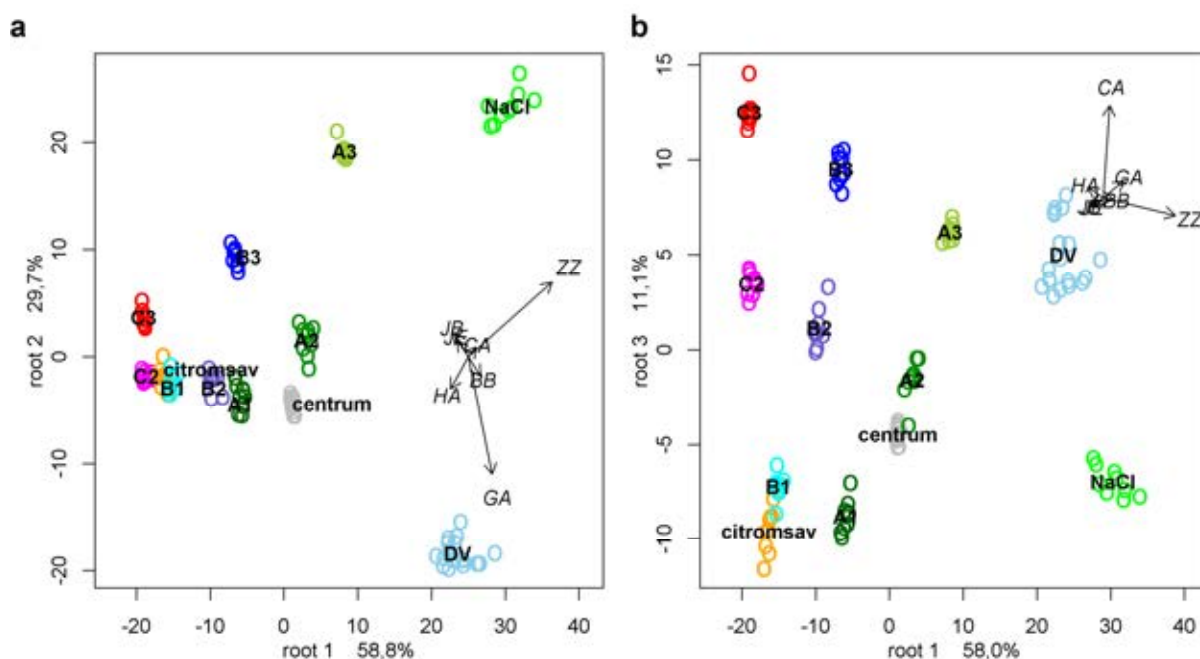 a
root 2 29,7%
20
10
0
-10
-20
NaCl
A3
B3
ZZ
C3
A2
JB
CA
citromsav
C2
B1
B2
BB
HA
A1
centrum
GA
DV
-20 -10 0 10 20 30 40
root 1 58,8%
b
root 3 11,1%
15
10
5
0
-5
-10
CA
C3
B3
HA
GA
BB
ZZ
A3
DV
C2
B2
A2
centrum
B1
NaCl
A1
citromsav
-20 -10 0 10 20 30 40
root 1 58,0%